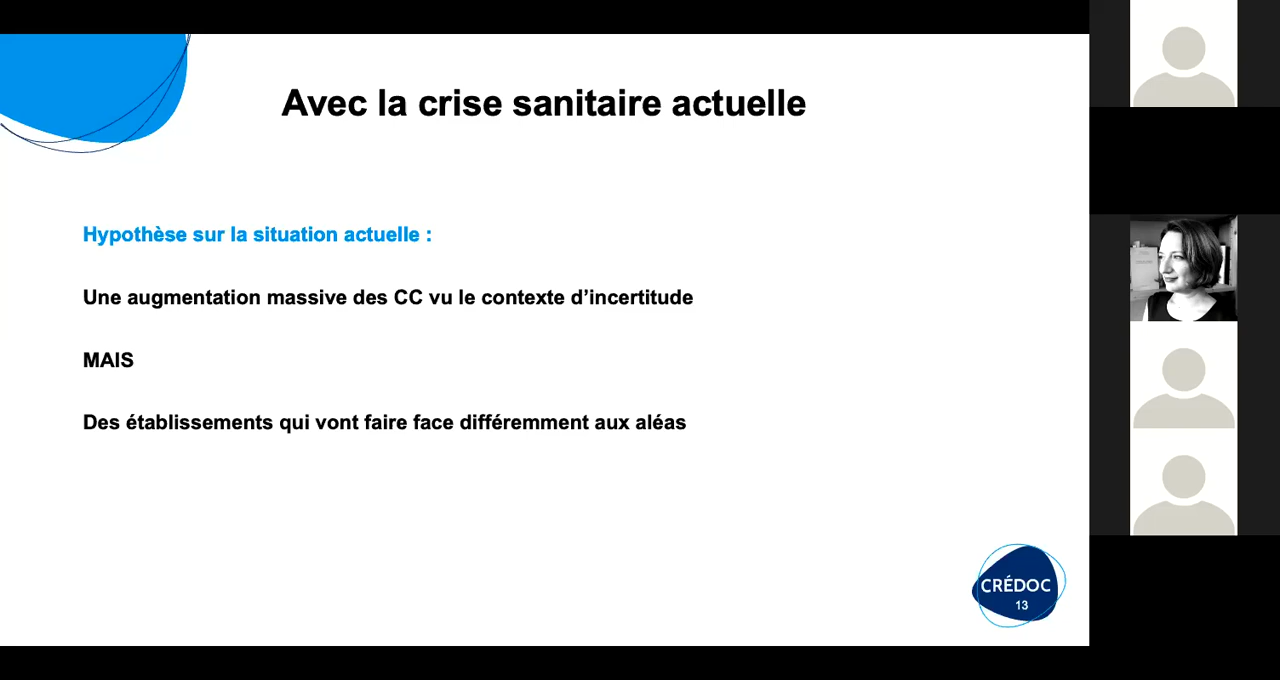 Avec la crise sanitaire actuelle
Hypothèse sur la situation actuelle :
Une augmentation massive des CC vu le contexte d’incertitude
MAIS
Des établissements qui vont faire face différemment aux aléas
CRÉDOC
13